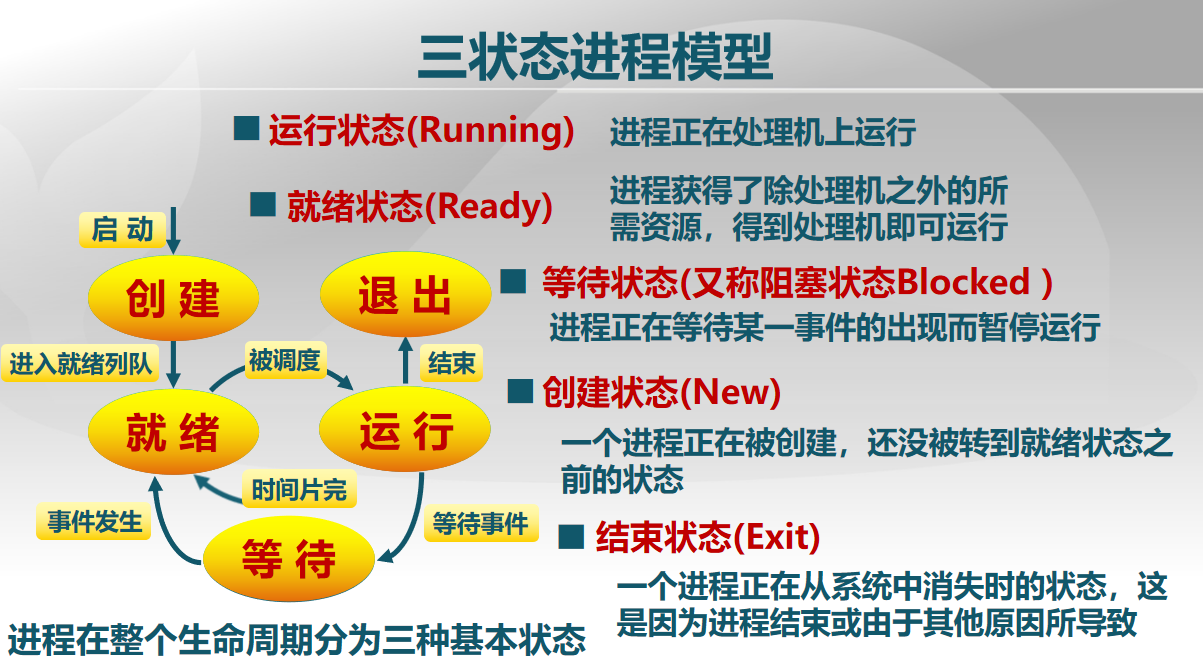 三状态进程模型
■ 运行状态(Running) 进程正在处理机上运行
■ 就绪状态(Ready) 进程获得了除处理机之外的所
需资源，得到处理机即可运行
■ 等待状态(又称阻塞状态Blocked )
进程正在等待某一事件的出现而暂停运行
■ 创建状态(New)
一个进程正在被创建，还没被转到就绪状态之
前的状态
■ 结束状态(Exit)
一个进程正在从系统中消失时的状态，这
是因为进程结束或由于其他原因所导致
启 动
创 建
退 出
进入就绪列队
被调度
结束
就 绪
运 行
时间片完
事件发生
等待事件
等 待
进程在整个生命周期分为三种基本状态